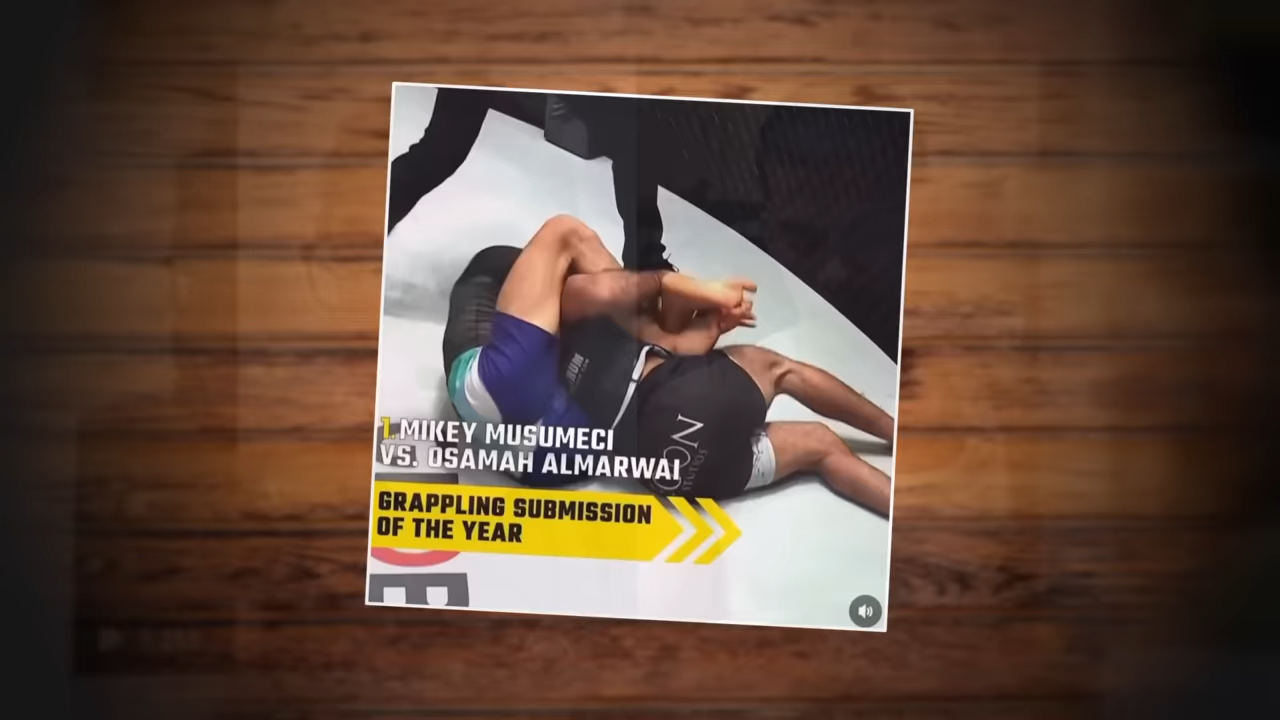 1. MIKEY MUSUMECI
VS. OSAMAH ALMARWAI
GRAPPLING SUBMISSION
OF THE YEAR